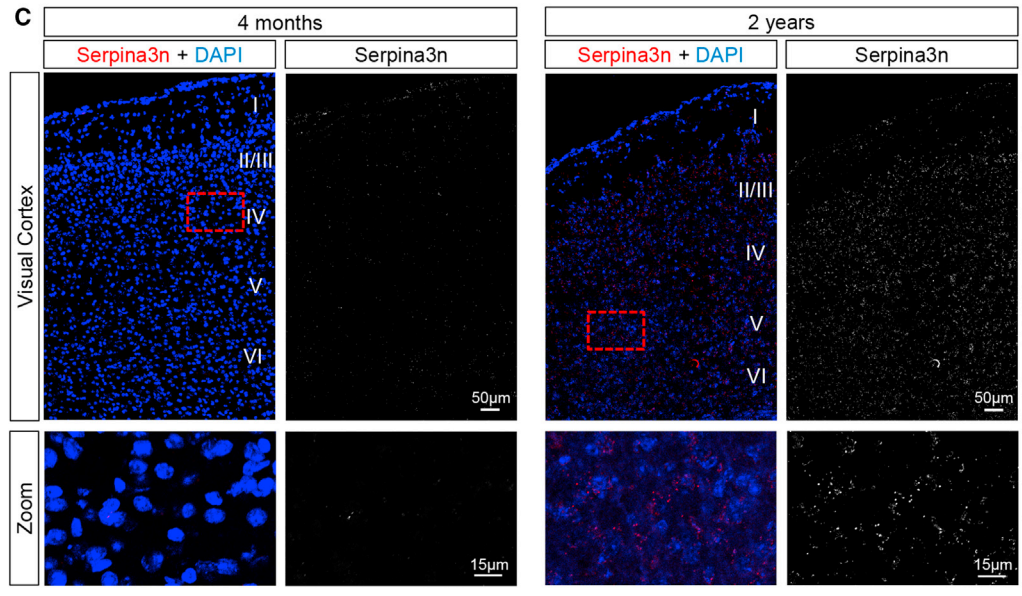 C
4 months
2 years
Serpina3n + DAPI
Serpina3n
Serpina3n + DAPI
Serpina3n
Visual Cortex
I
II/III
IV
V
VI
50µm
I
II/III
IV
V
VI
50µm
Zoom
15µm
15µm